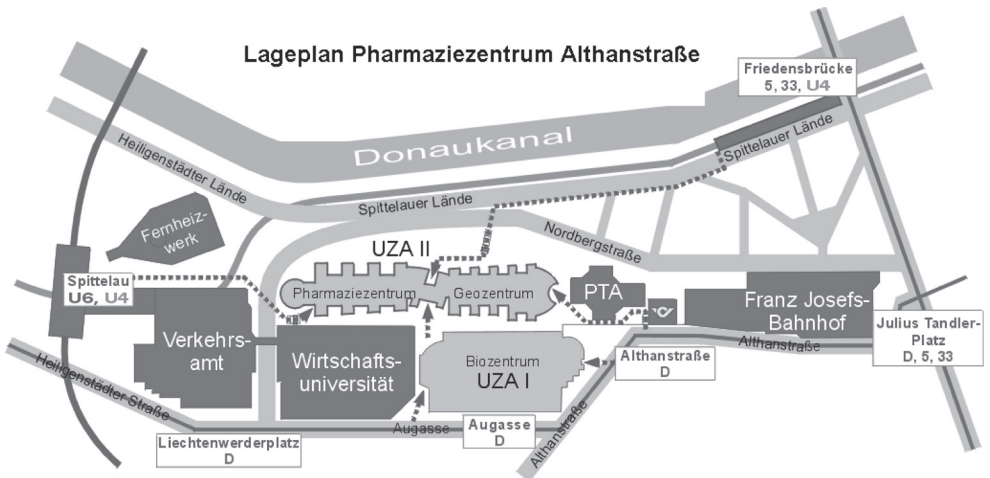 Lageplan Pharmaziezentrum Althanstraße
Friedensbrücke
5, 33, U4
Donaukanal
Heiligenstädter Lände
Spittelauer Lände
Spittelauer Lände
Nordbergstraße
Fernheiz-
werk
UZA II
Spittelau
U6, U4
Pharmaziezentrum
Geozentrum
PTA
Franz Josefs-
Bahnhof
Julius Tandler-
Platz
D, 5, 33
Verkehrs-
amt
Wirtschafts-
universität
Biozentrum
UZA I
Althanstraße
D
Althanstraße
Heiligenstädter Straße
Liechtenwerderplatz
D
Augasse
Augasse
D
Althanstraße